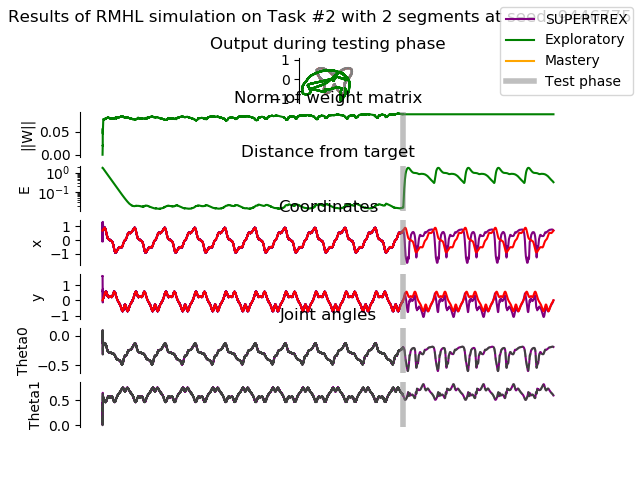 Results of RMHL simulation on Task #2 with 2 segments at seed
SUPERTREX
Exploratory
Mastery
Test phase
Output during testing phase
1
0
−1
Norm of weight matrix
||W||
0.05
0.00
Distance from target
E
10⁰
10⁻¹
Coordinates
x
1
0
−1
y
1
0
−1
Joint angles
Theta0
0.0
−0.5
Theta1
0.5
0.0